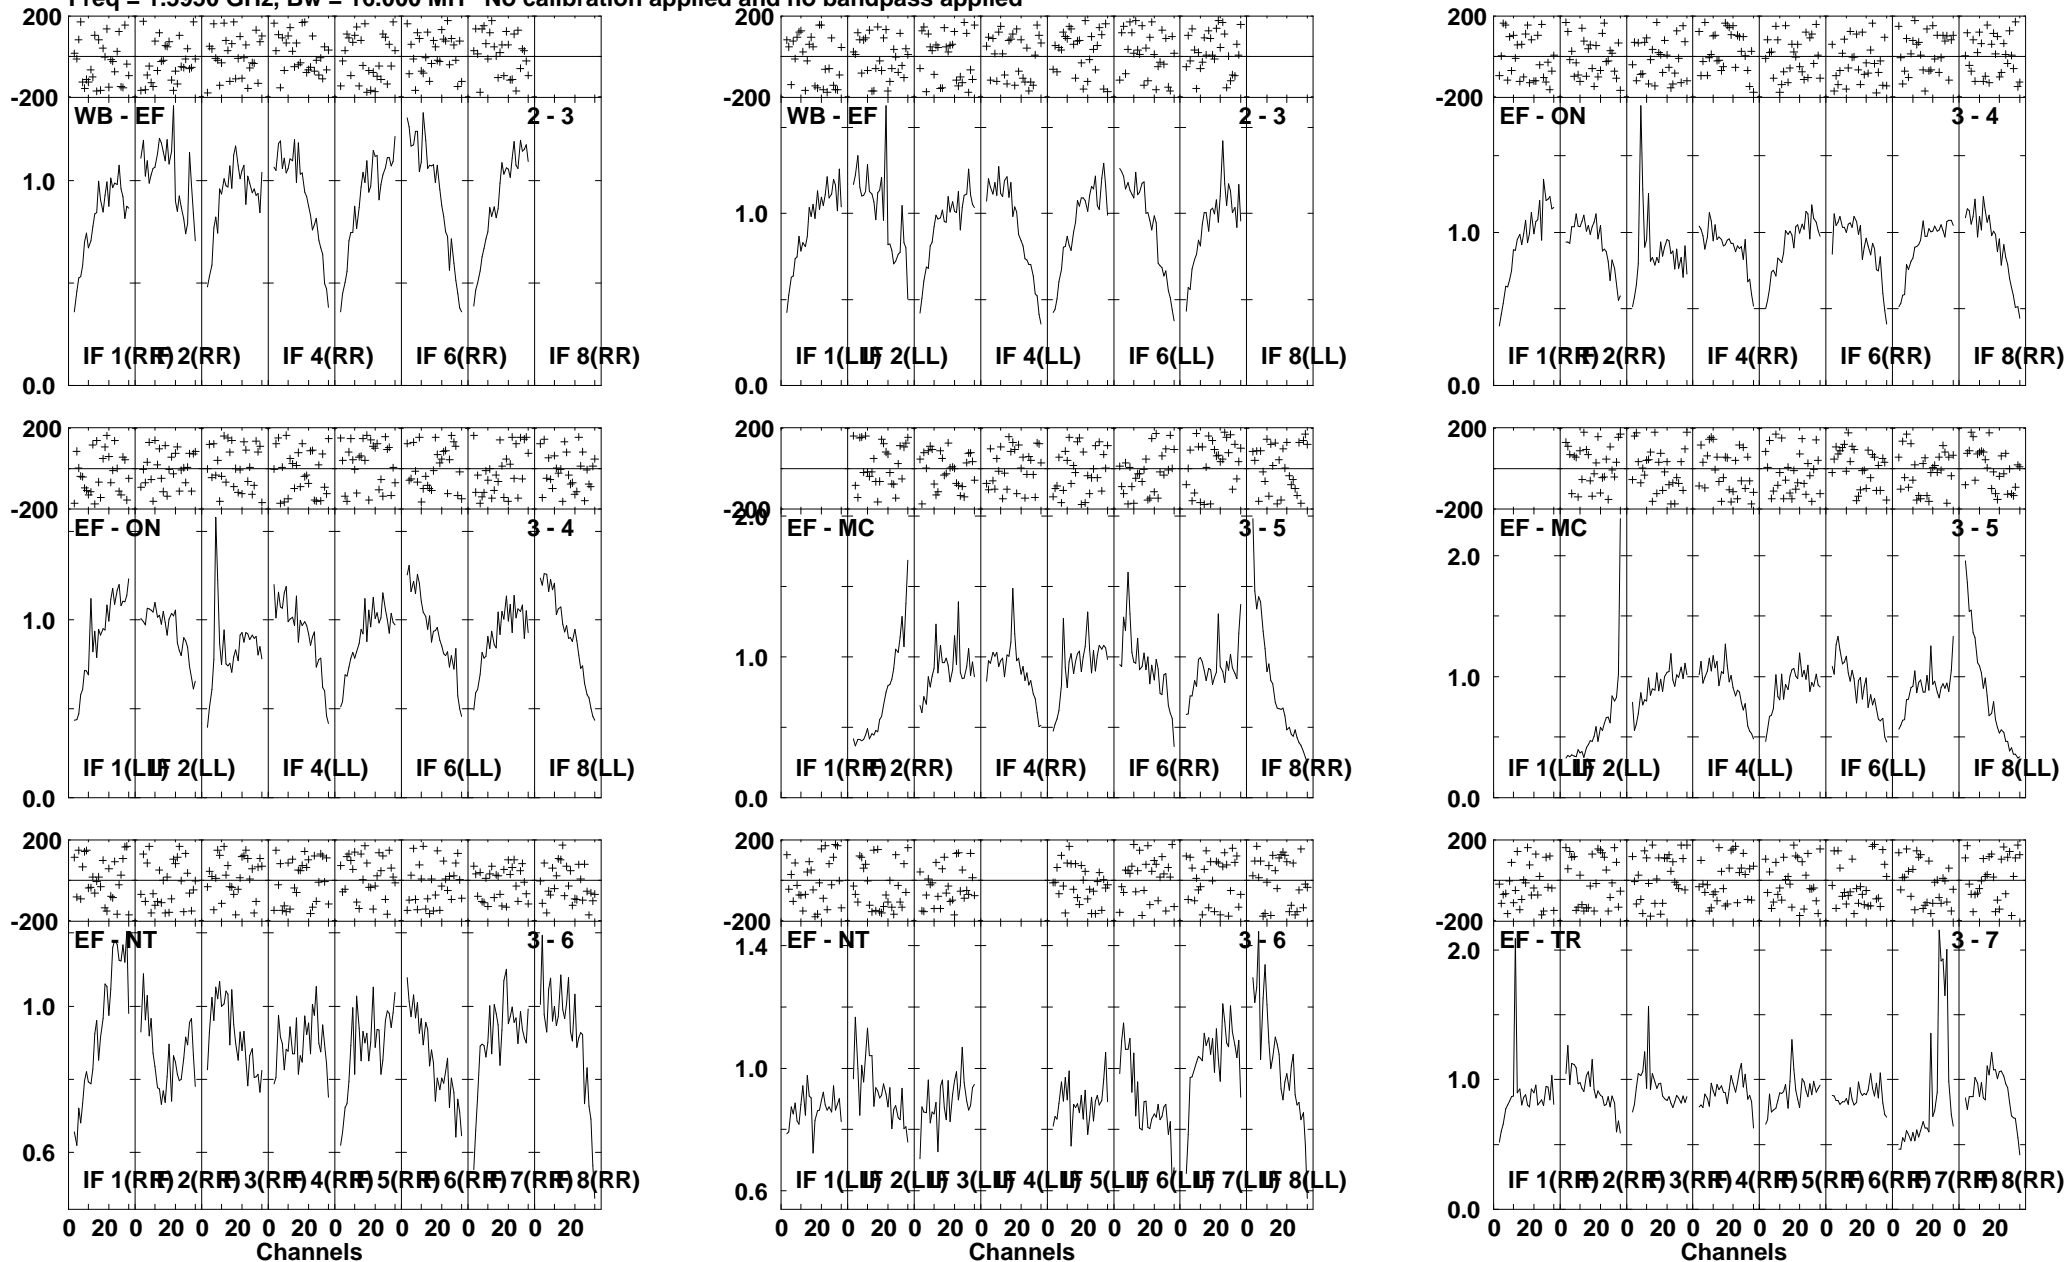 Freq = 1.5950 GHz, Bw = 16.000 MH No calibration applied and no bandpass applied
200 200 200
-200 -200 -200
WB - EF 2 - 3 WB - EF 2 - 3 EF - ON 3 - 4
1.0 1.0 1.0
IF 1(RR) IF 2(RR) IF 4(RR) IF 6(RR) IF 8(RR) IF 1(LL) IF 2(LL) IF 4(LL) IF 6(LL) IF 8(LL) IF 1(RR) IF 2(RR) IF 4(RR) IF 6(RR) IF 8(RR)
0.0 0.0 0.0
200 200 200
-200 -200 -200
2.0
EF - ON 3 - 4 EF - MC 3 - 5 EF - MC 3 - 5
2.0
1.0 1.0 1.0
IF 1(LL) IF 2(LL) IF 4(LL) IF 6(LL) IF 8(LL) IF 1(RR) IF 2(RR) IF 4(RR) IF 6(RR) IF 8(RR) IF 1(LL) IF 2(LL) IF 4(LL) IF 6(LL) IF 8(LL)
0.0 0.0 0.0
200 200 200
-200 -200 -200
EF - NT 3 - 6 EF - NT 3 - 6 EF - TR 3 - 7
1.4 2.0
1.0 1.0 1.0
0.6 0.6
IF 1(RR) IF 2(RR) IF 3(RR) IF 4(RR) IF 5(RR) IF 6(RR) IF 7(RR) IF 8(RR) IF 1(LL) IF 2(LL) IF 3(LL) IF 4(LL) IF 5(LL) IF 6(LL) IF 7(LL) IF 8(LL) IF 1(RR) IF 2(RR) IF 3(RR) IF 4(RR) IF 5(RR) IF 6(RR) IF 7(RR) IF 8(RR)
0.0
0 20 0 20 0 20 0 20 0 20 0 20 0 20 0 20 0 20 0 20 0 20 0 20 0 20 0 20 0 20 0 20 0 20 0 20 0 20 0 20 0 20 0 20 0 20 0 20
Channels Channels Channels